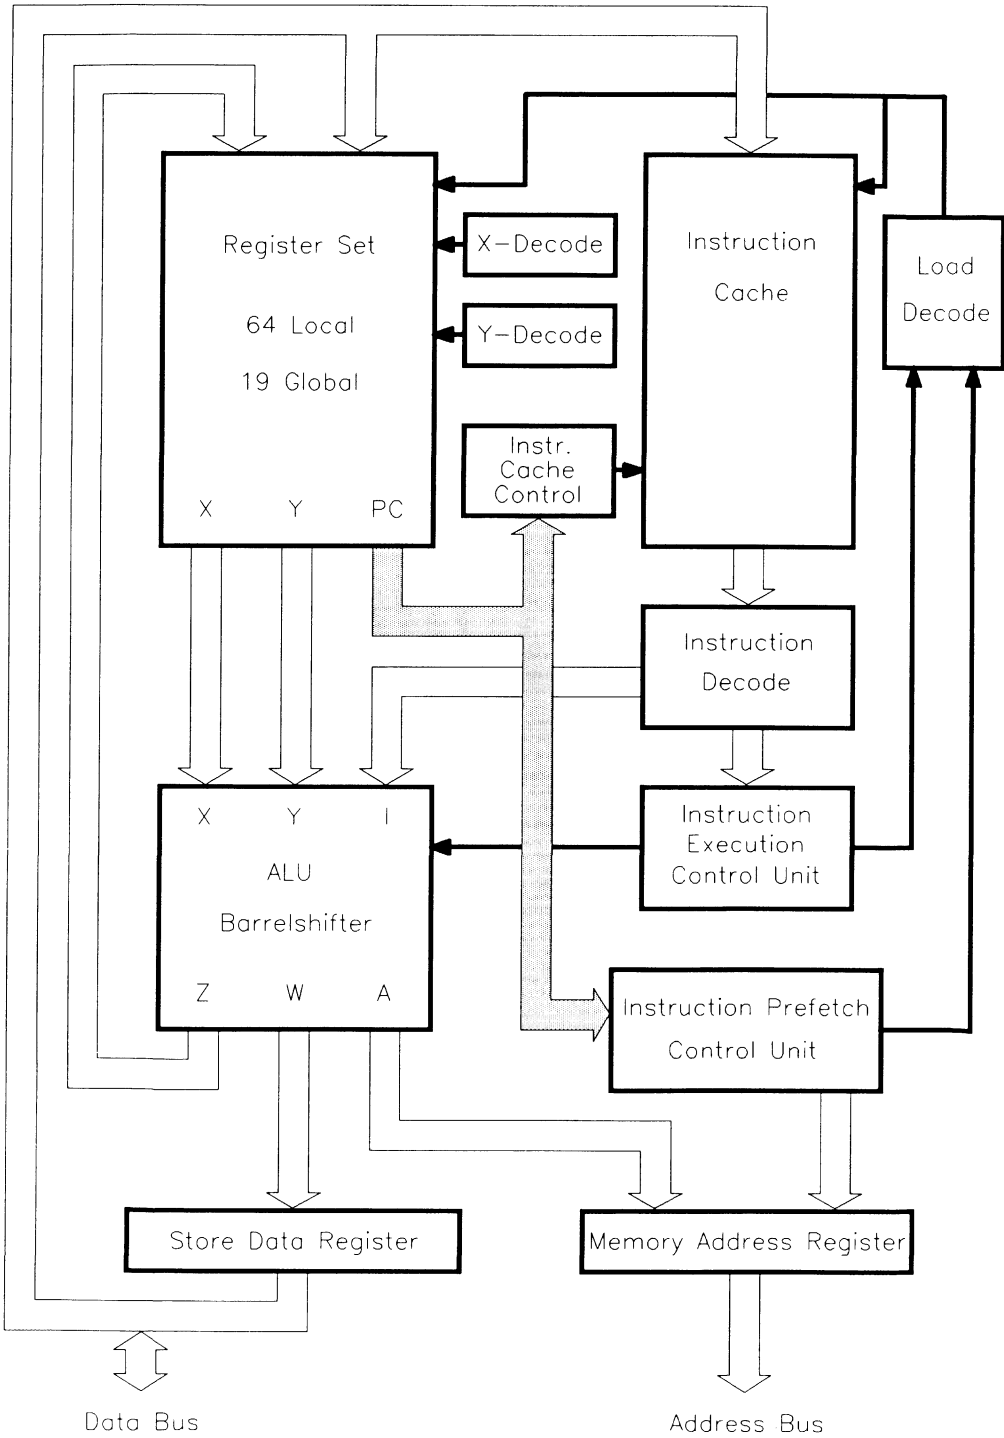 Register Set
64 Local
19 Global
X Y PC
X-Decode
Y-Decode
Instr.
Cache
Control
Instruction
Cache
Load
Decode
Instruction
Decode
X Y I
ALU
Barrelshifter
Z W A
Instruction
Execution
Control Unit
Instruction Prefetch
Control Unit
Store Data Register
Memory Address Register
Data Bus
Address Bus